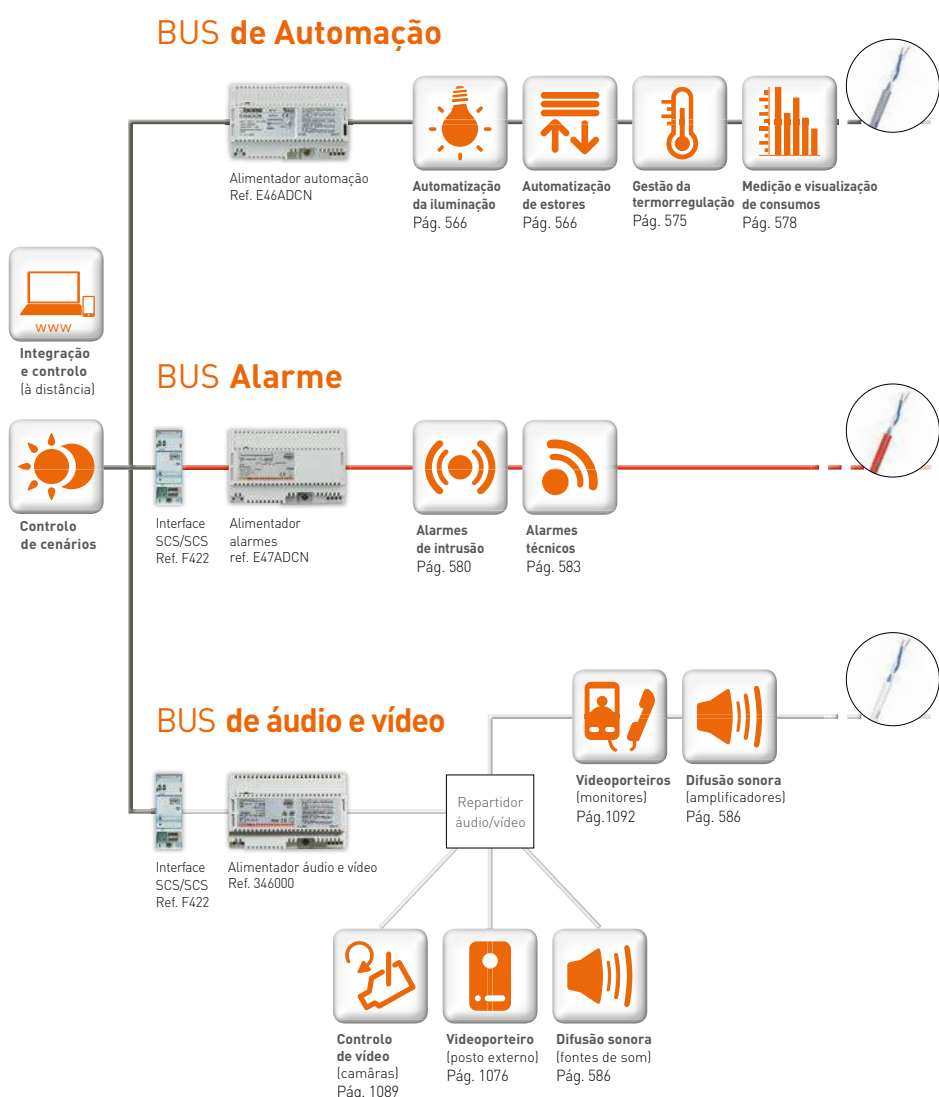 BUS de Automação
Alimentador automação
Ref. E46ADCN
Automatização
da iluminação
Pág. 566
Automatização
de estores
Pág. 566
Gestão da
termorregulação
Pág. 575
Medição e visualização
de consumos
Pág. 578
www
Integração
e controlo
(à distância)
BUS Alarme
Controlo
de cenários
Interface
SCS/SCS
Ref. F422
Alimentador
alarmes
ref. E47ADCN
Alarmes
de intrusão
Pág. 580
Alarmes
técnicos
Pág. 583
BUS de áudio e vídeo
Videoporteiros
(monitores)
Pág.1092
Difusão sonora
(amplificadores)
Pág. 586
Repartidor
áudio/vídeo
Interface
SCS/SCS
Ref. F422
Alimentador áudio e vídeo
Ref. 346000
Controlo
de vídeo
(camâras)
Pág. 1089
Videoporteiro
(posto externo)
Pág. 1076
Difusão sonora
(fontes de som)
Pág. 586